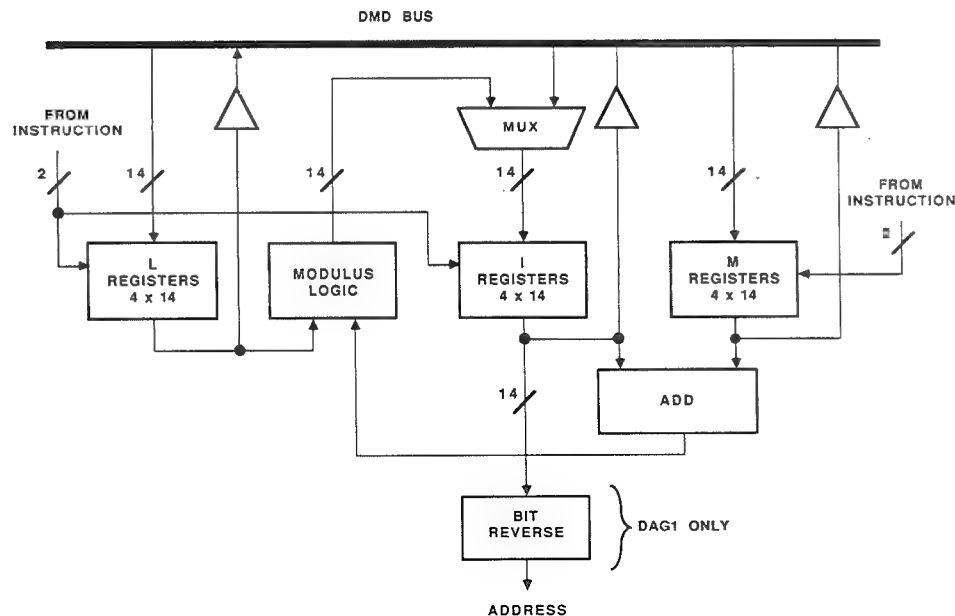 DMD BUS
FROM
INSTRUCTION
MUX
2
14
14
14
14
FROM
INSTRUCTION
L
REGISTERS
4 x 14
MODULUS
LOGIC
I
REGISTERS
4 x 14
M
REGISTERS
4 x 14
14
ADD
BIT
REVERSE
DAG1 ONLY
ADDRESS